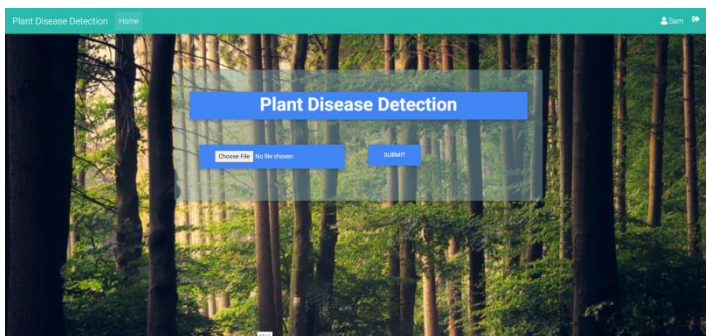 Plant Disease Detection Home Sam
Plant Disease Detection
Choose File No file chosen SUBMIT